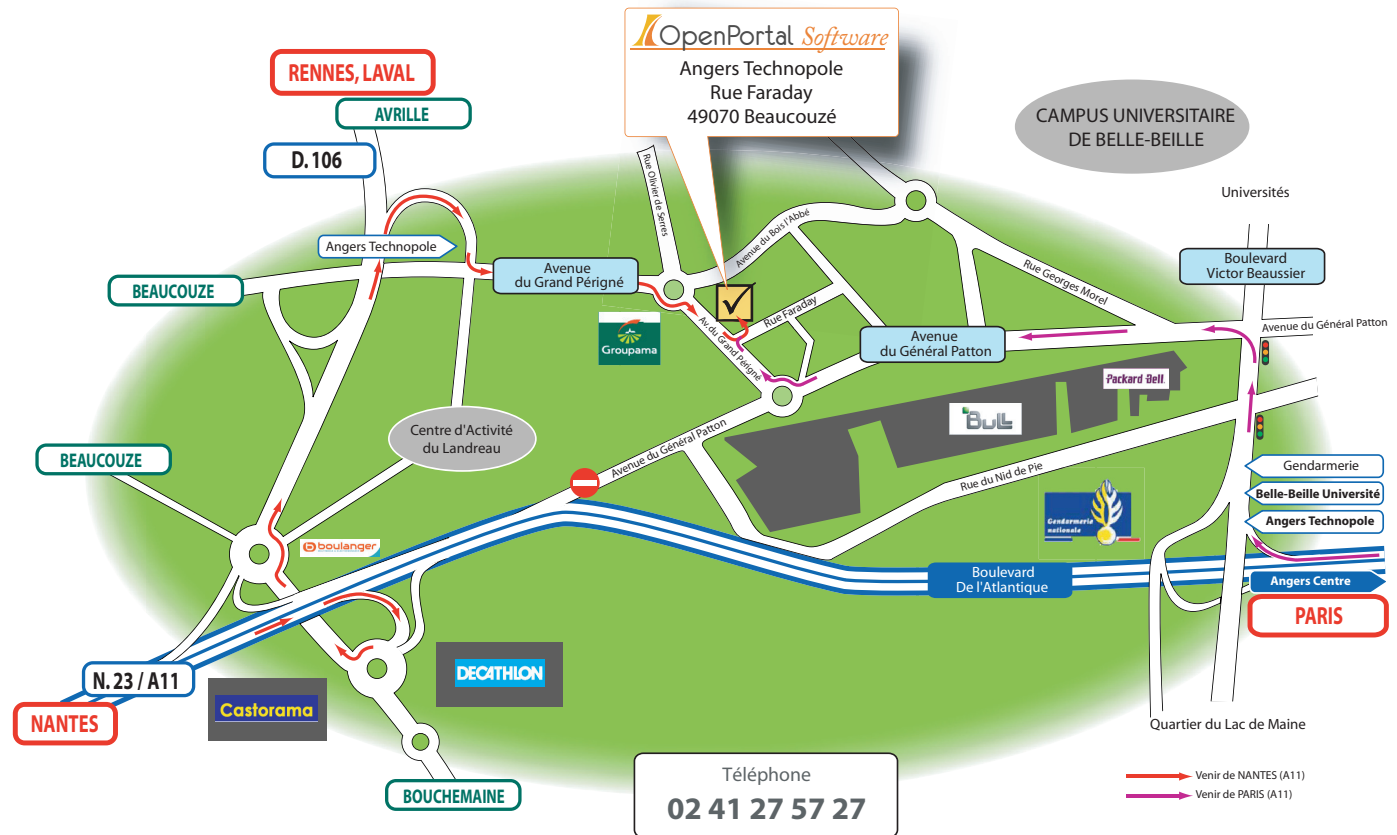 OpenPortal Software
Angers Technopole
Rue Faraday
49070 Beaucouzé
RENNES, LAVAL
AVRILLE
D. 106
CAMPUS UNIVERSITAIRE
DE BELLE-BEILLE
Universités
Rue Olivier de Serres
Avenue du Bois l'Abbé
Angers Technopole
Avenue
du Grand Périgné
Boulevard
Victor Beaussier
Rue Georges Morel
BEAUCOUZE
Groupama
Av. du Grand Périgné
Rue Faraday
Avenue
du Général Patton
Avenue du Général Patton
Packard Bell.
Bull
Centre d'Activité
du Landreau
Avenue du Général Patton
BEAUCOUZE
Rue du Nid de Pie
Gendarmerie
nationale
Gendarmerie
Belle-Beille Université
Angers Technopole
boulanger
Boulevard
De l'Atlantique
Angers Centre
PARIS
N. 23 / A11
NANTES
DECATHLON
Castorama
Quartier du Lac de Maine
BOUCHEMAINE
Téléphone
02 41 27 57 27
Venir de NANTES (A11)
Venir de PARIS (A11)